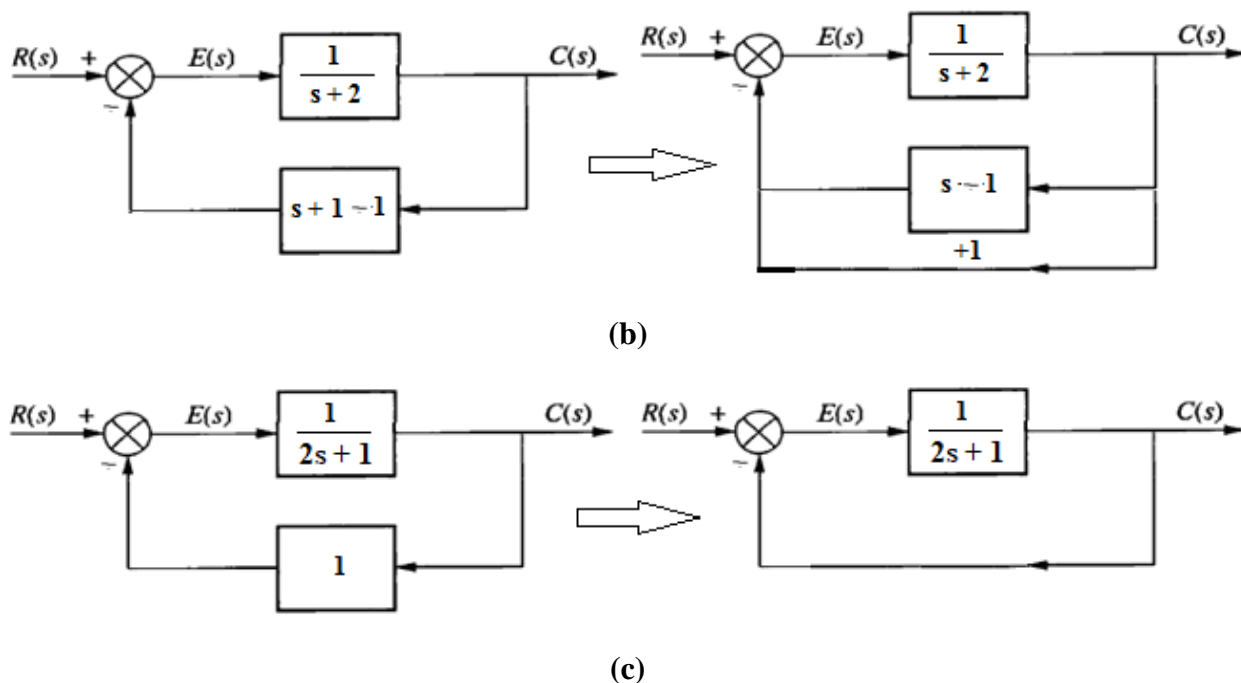 R(s) + E(s) 1 C(s) R(s) + E(s) 1 C(s)
s + 2 s + 2
− −
s + 1 − 1 s − 1
+1
(b)
R(s) + E(s) 1 C(s) R(s) + E(s) 1 C(s)
2s + 1 2s + 1
− −
1
(c)